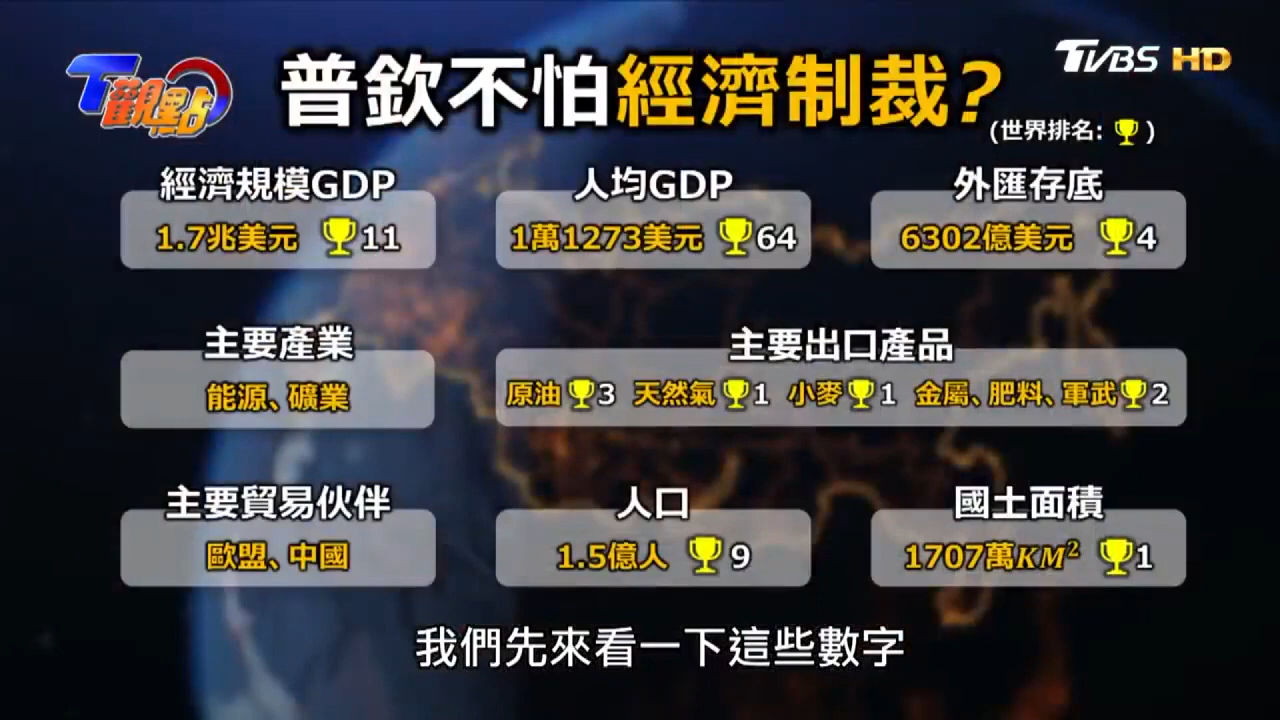 T觀點
普欽不怕經濟制裁?
TVBS HD
(世界排名: 🏆)
經濟規模GDP
1.7兆美元 🏆11
人均GDP
1萬1273美元 🏆64
外匯存底
6302億美元 🏆4
主要產業
能源、礦業
主要出口產品
原油🏆3 天然氣🏆1 小麥🏆1 金屬、肥料、軍武🏆2
主要貿易伙伴
歐盟、中國
人口
1.5億人 🏆9
國土面積
1707萬KM² 🏆1
我們先來看一下這些數字